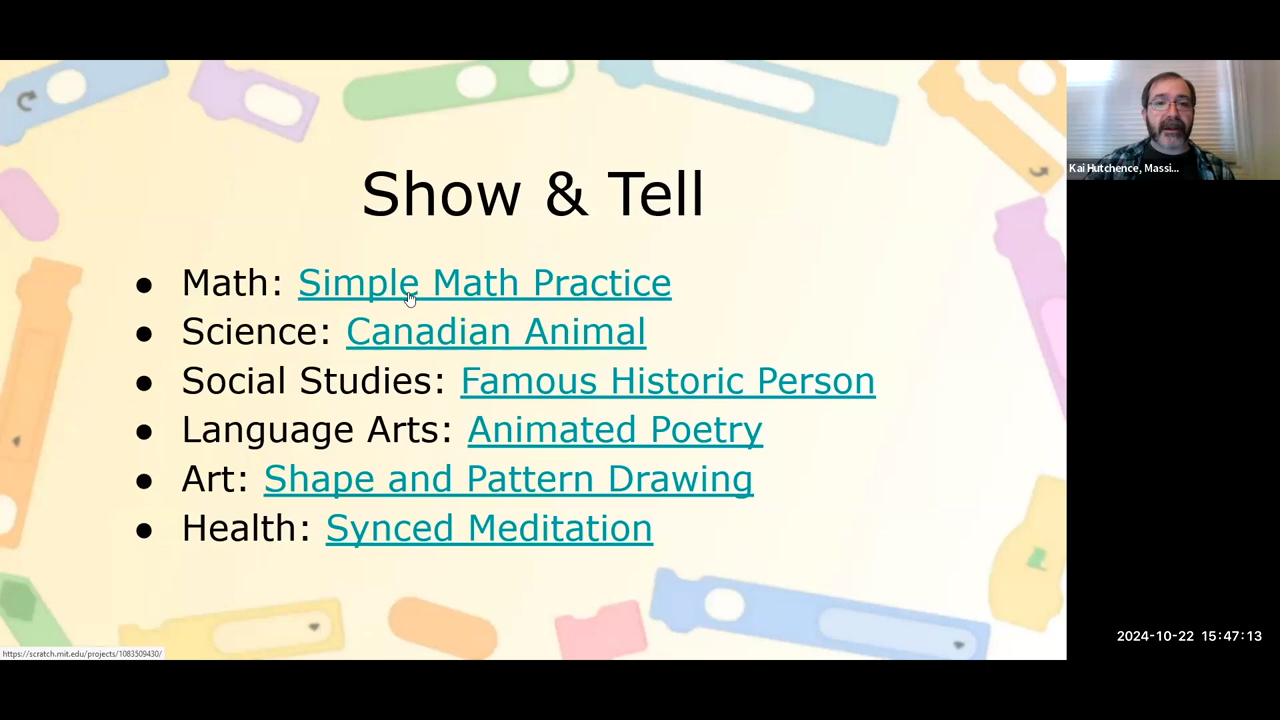 Show & Tell
● Math: Simple Math Practice
● Science: Canadian Animal
● Social Studies: Famous Historic Person
● Language Arts: Animated Poetry
● Art: Shape and Pattern Drawing
● Health: Synced Meditation
Kai Hutchence, Massi...
2024-10-22 15:47:13
https://scratch.mit.edu/projects/1083509430/